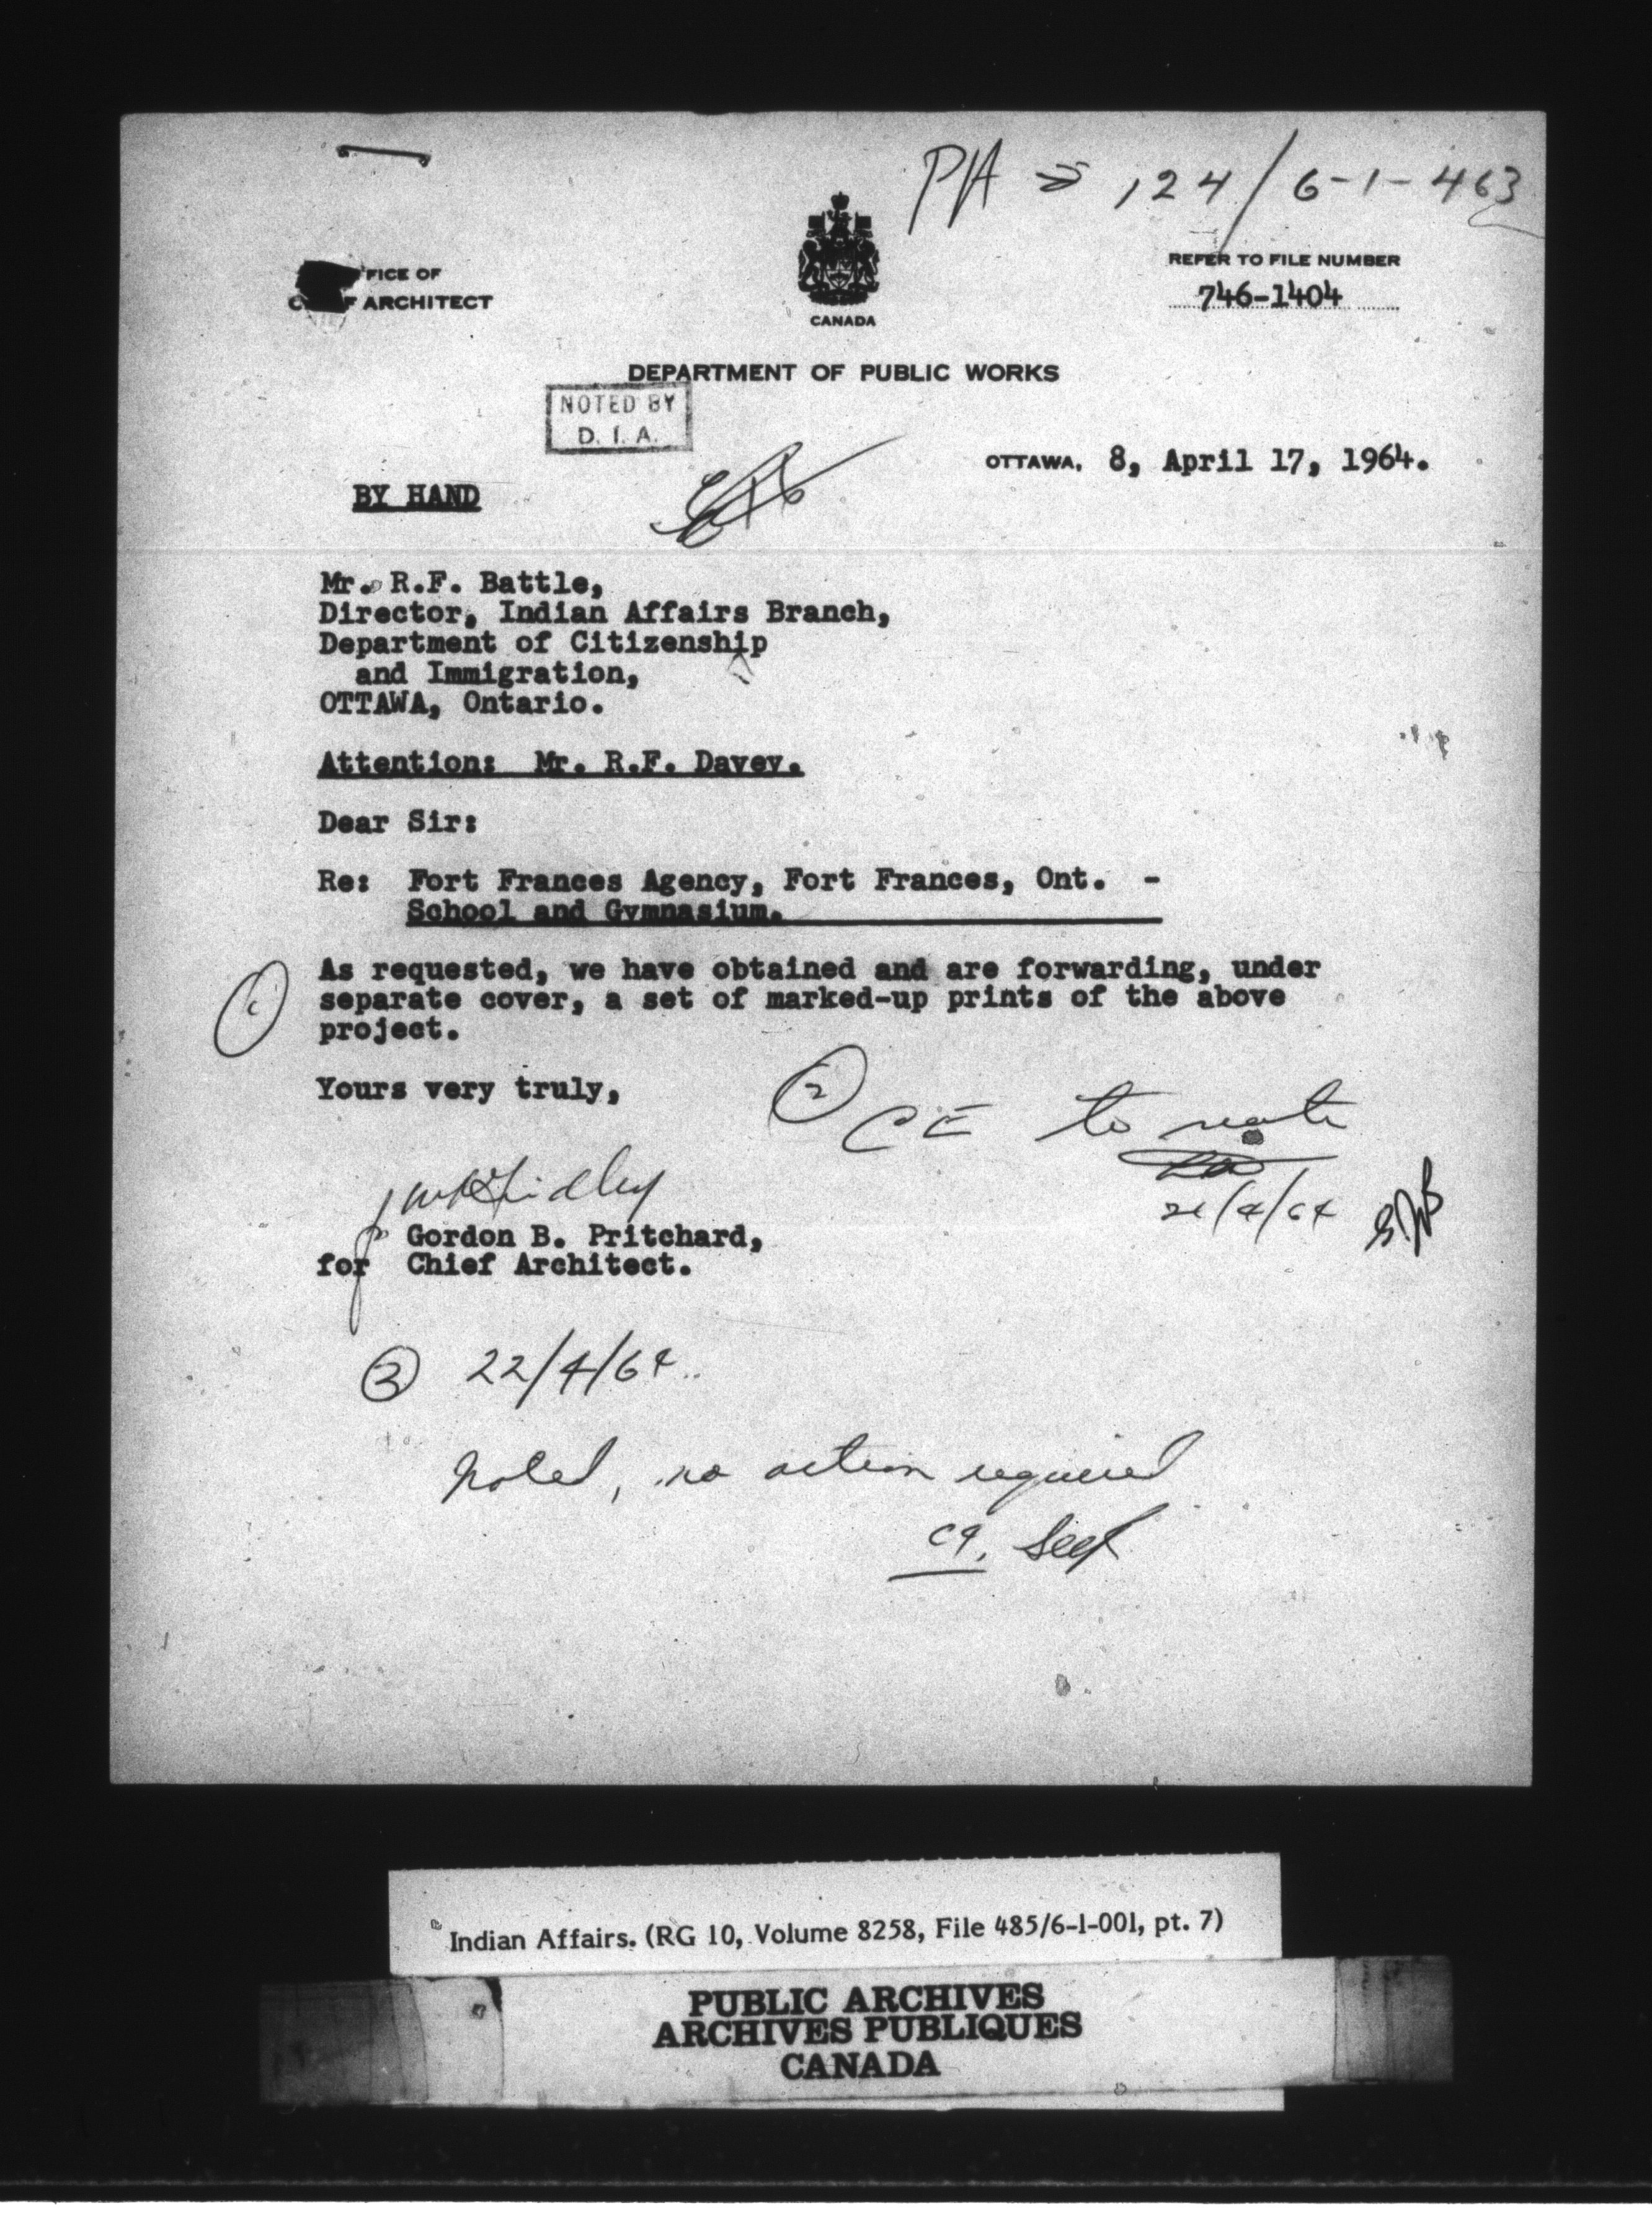 P/A 124/6-1-463
FICE OF
ARCHITECT
CANADA
REFER TO FILE NUMBER
746-1404
DEPARTMENT OF PUBLIC WORKS
NOTED BY
D. I. A.
OTTAWA, 8, April 17, 1964.
BY HAND
Mr. R.F. Battle,
Director, Indian Affairs Branch,
Department of Citizenship
and Immigration,
OTTAWA, Ontario.
Attention: Mr. R.F. Davey.
Dear Sir:
Re: Fort Frances Agency, Fort Frances, Ont. -
School and Gymnasium.
1
As requested, we have obtained and are forwarding, under
separate cover, a set of marked-up prints of the above
project.
Yours very truly,
2
CE to note
Gordon B. Pritchard,
for Chief Architect.
3 22/4/64
Noted, no action required
Indian Affairs. (RG 10, Volume 8258, File 485/6-1-001, pt. 7)
PUBLIC ARCHIVES
ARCHIVES PUBLIQUES
CANADA